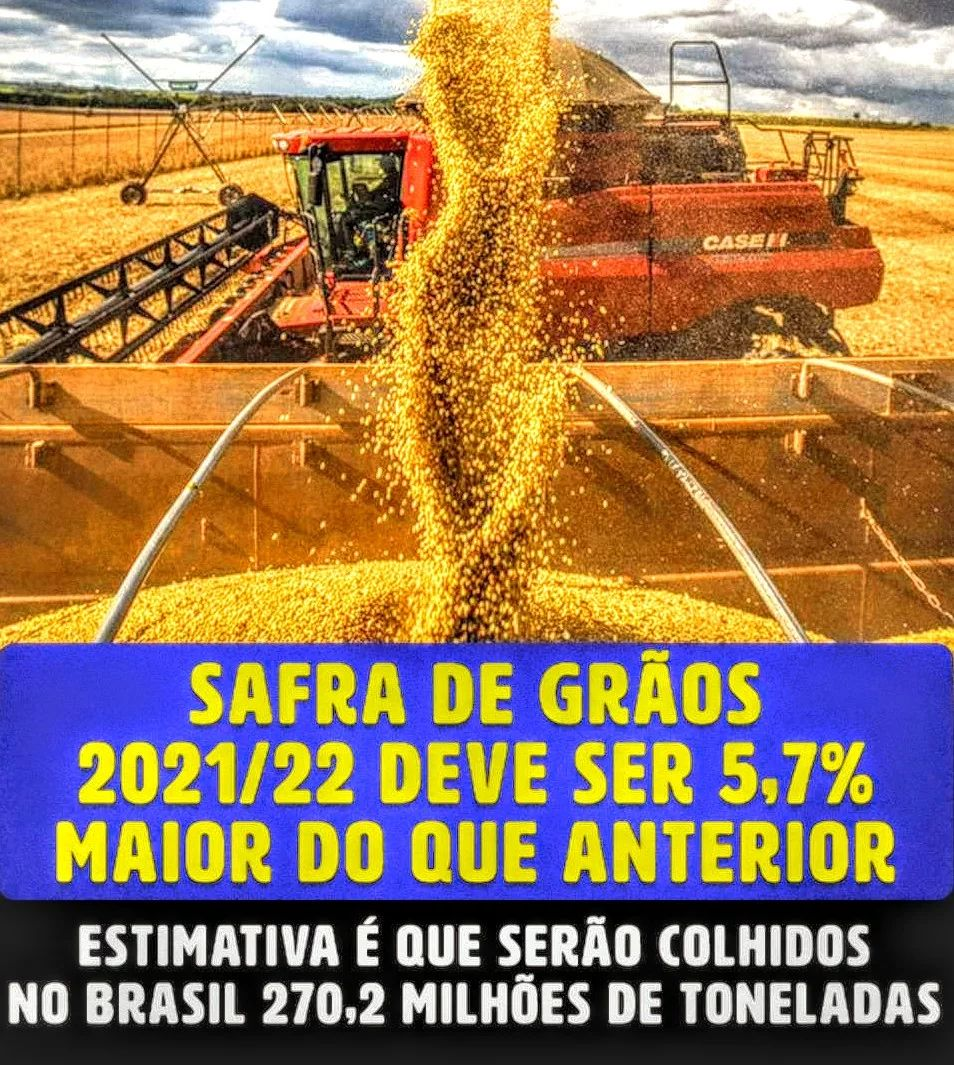 CASE IH
SAFRA DE GRÃOS
2021/22 DEVE SER 5,7%
MAIOR DO QUE ANTERIOR
ESTIMATIVA É QUE SERÃO COLHIDOS
NO BRASIL 270,2 MILHÕES DE TONELADAS